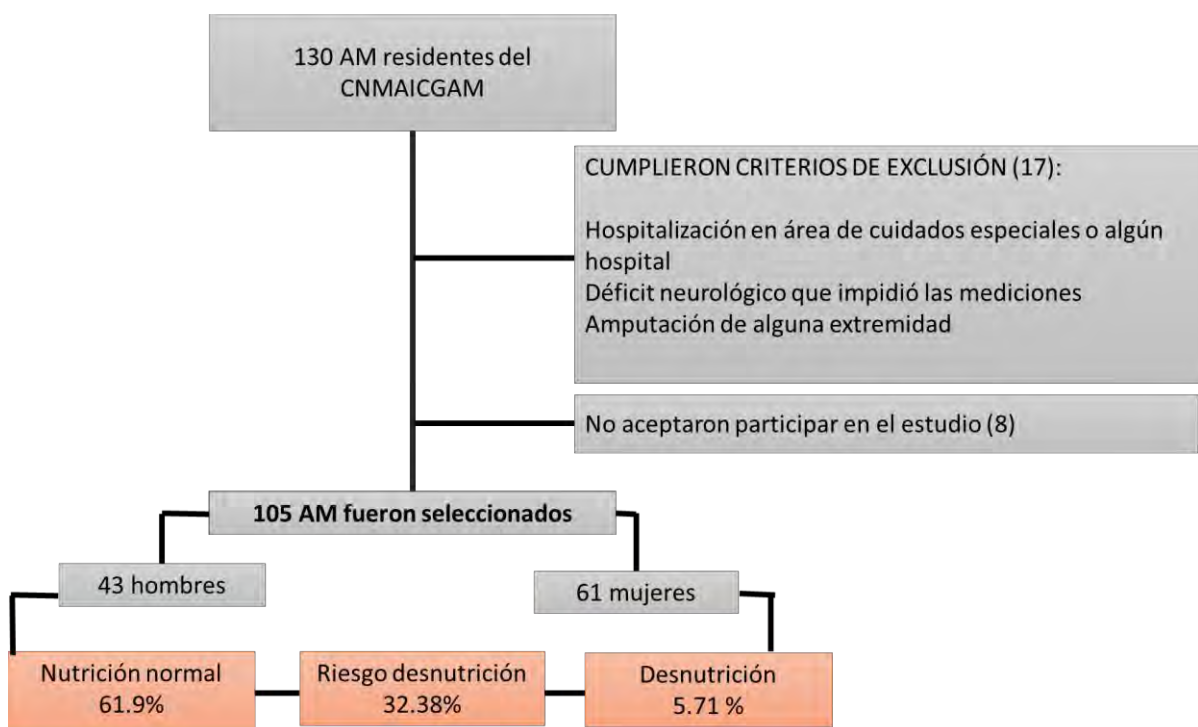 130 AM residentes del
CNMAICGAM
CUMPLIERON CRITERIOS DE EXCLUSIÓN (17):
Hospitalización en área de cuidados especiales o algún
hospital
Déficit neurológico que impidió las mediciones
Amputación de alguna extremidad
No aceptaron participar en el estudio (8)
105 AM fueron seleccionados
43 hombres
61 mujeres
Nutrición normal
61.9%
Riesgo desnutrición
32.38%
Desnutrición
5.71 %